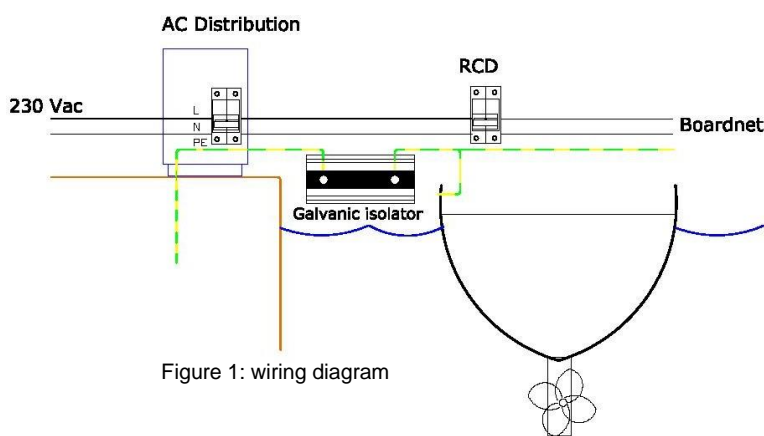 AC Distribution
RCD
230 Vac
L
N
PE
Boardnet
Galvanic isolator
Figure 1: wiring diagram